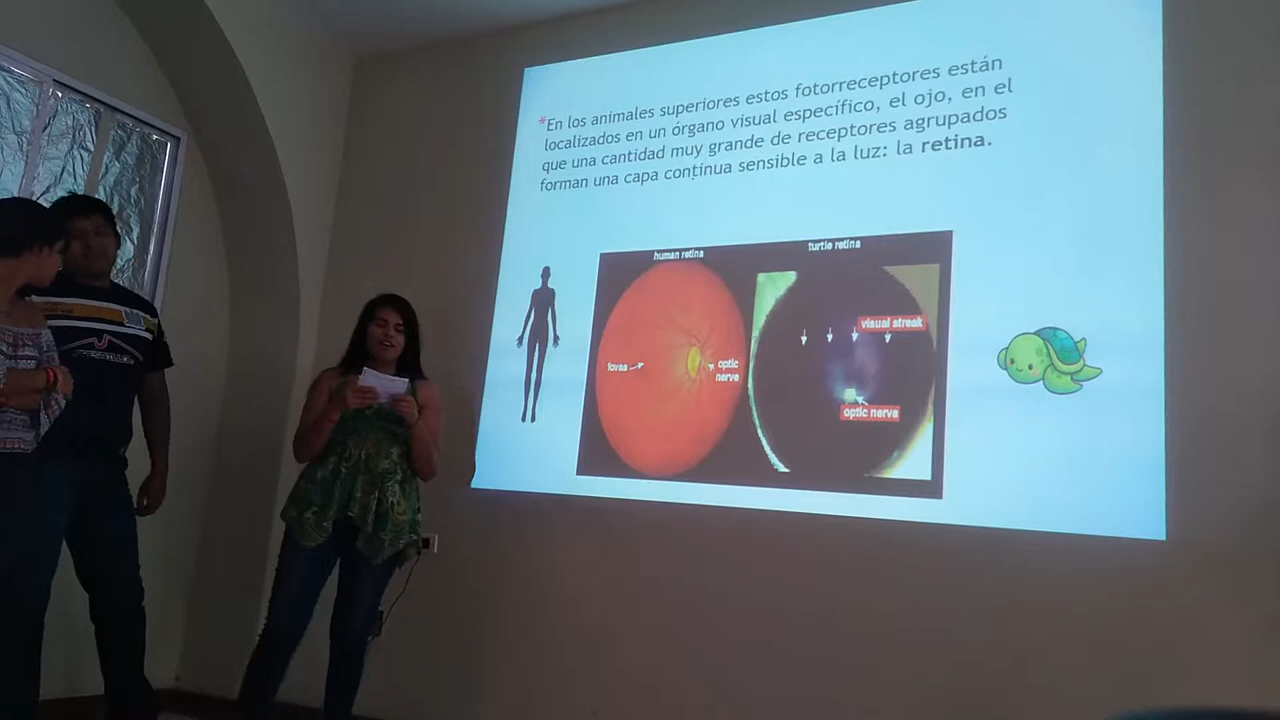 *En los animales superiores estos fotorreceptores están
localizados en un órgano visual específico, el ojo, en el
que una cantidad muy grande de receptores agrupados
forman una capa continua sensible a la luz: la retina.
human retina
turtle retina
visual streak
fovea
optic
nerve
optic nerve